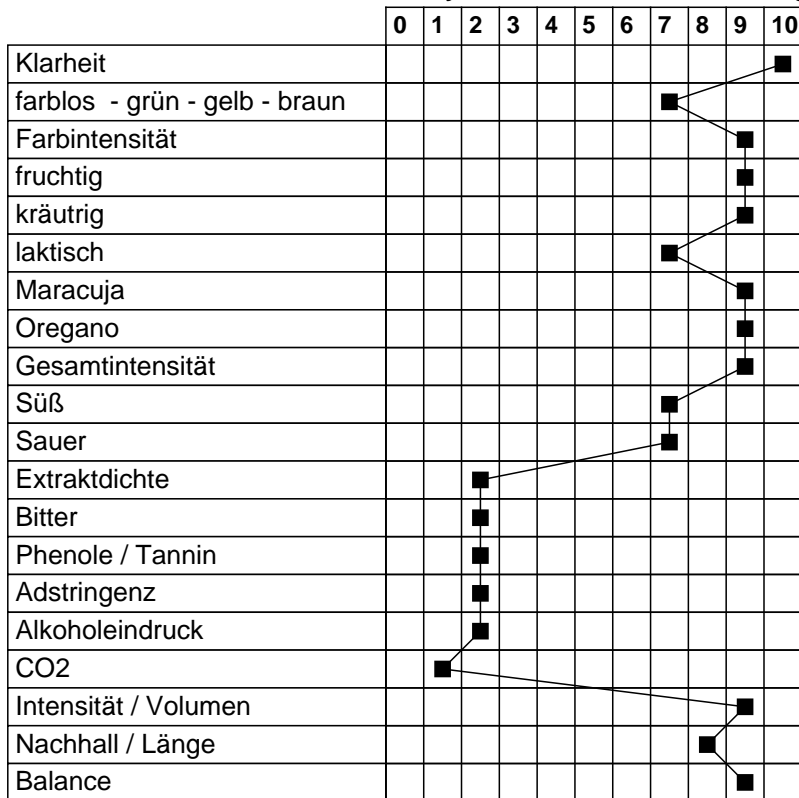 0 1 2 3 4 5 6 7 8 9 10
Klarheit
farblos - grün - gelb - braun
Farbintensität
fruchtig
kräutrig
laktisch
Maracuja
Oregano
Gesamtintensität
Süß
Sauer
Extraktdichte
Bitter
Phenole / Tannin
Adstringenz
Alkoholeindruck
CO2
Intensität / Volumen
Nachhall / Länge
Balance